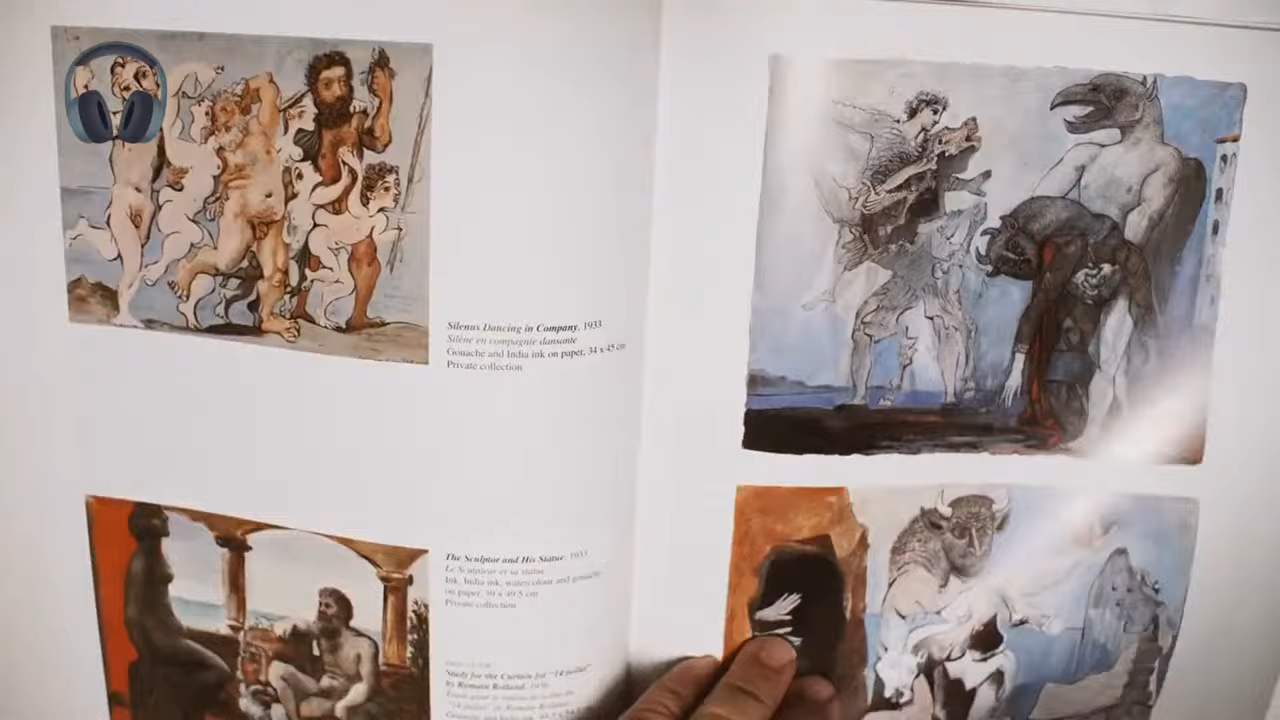 Silenus Dancing in Company, 1933
Silène en compagnie dansante
Gouache and India ink on paper, 34 x 45 cm
Private collection
The Sculptor and His Statue, 1933
Le Sculpteur et sa statue
Ink, India ink, watercolour and gouache
on paper, 39 x 49.5 cm
Private collection
Study for the Curtain for "14 juillet"
by Romain Rolland,